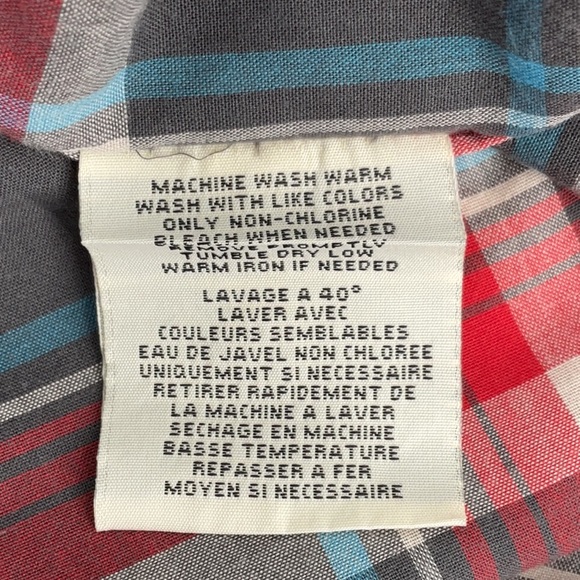 MACHINE WASH WARM
WASH WITH LIKE COLORS
ONLY NON-CHLORINE
BLEACH WHEN NEEDED
REMOVE PROMPTLY
TUMBLE DRY LOW
WARM IRON IF NEEDED
LAVAGE A 40°
LAVER AVEC
COULEURS SEMBLABLES
EAU DE JAVEL NON CHLOREE
UNIQUEMENT SI NECESSAIRE
RETIRER RAPIDEMENT DE
LA MACHINE A LAVER
SECHAGE EN MACHINE
BASSE TEMPERATURE
REPASSER A FER
MOYEN SI NECESSAIRE